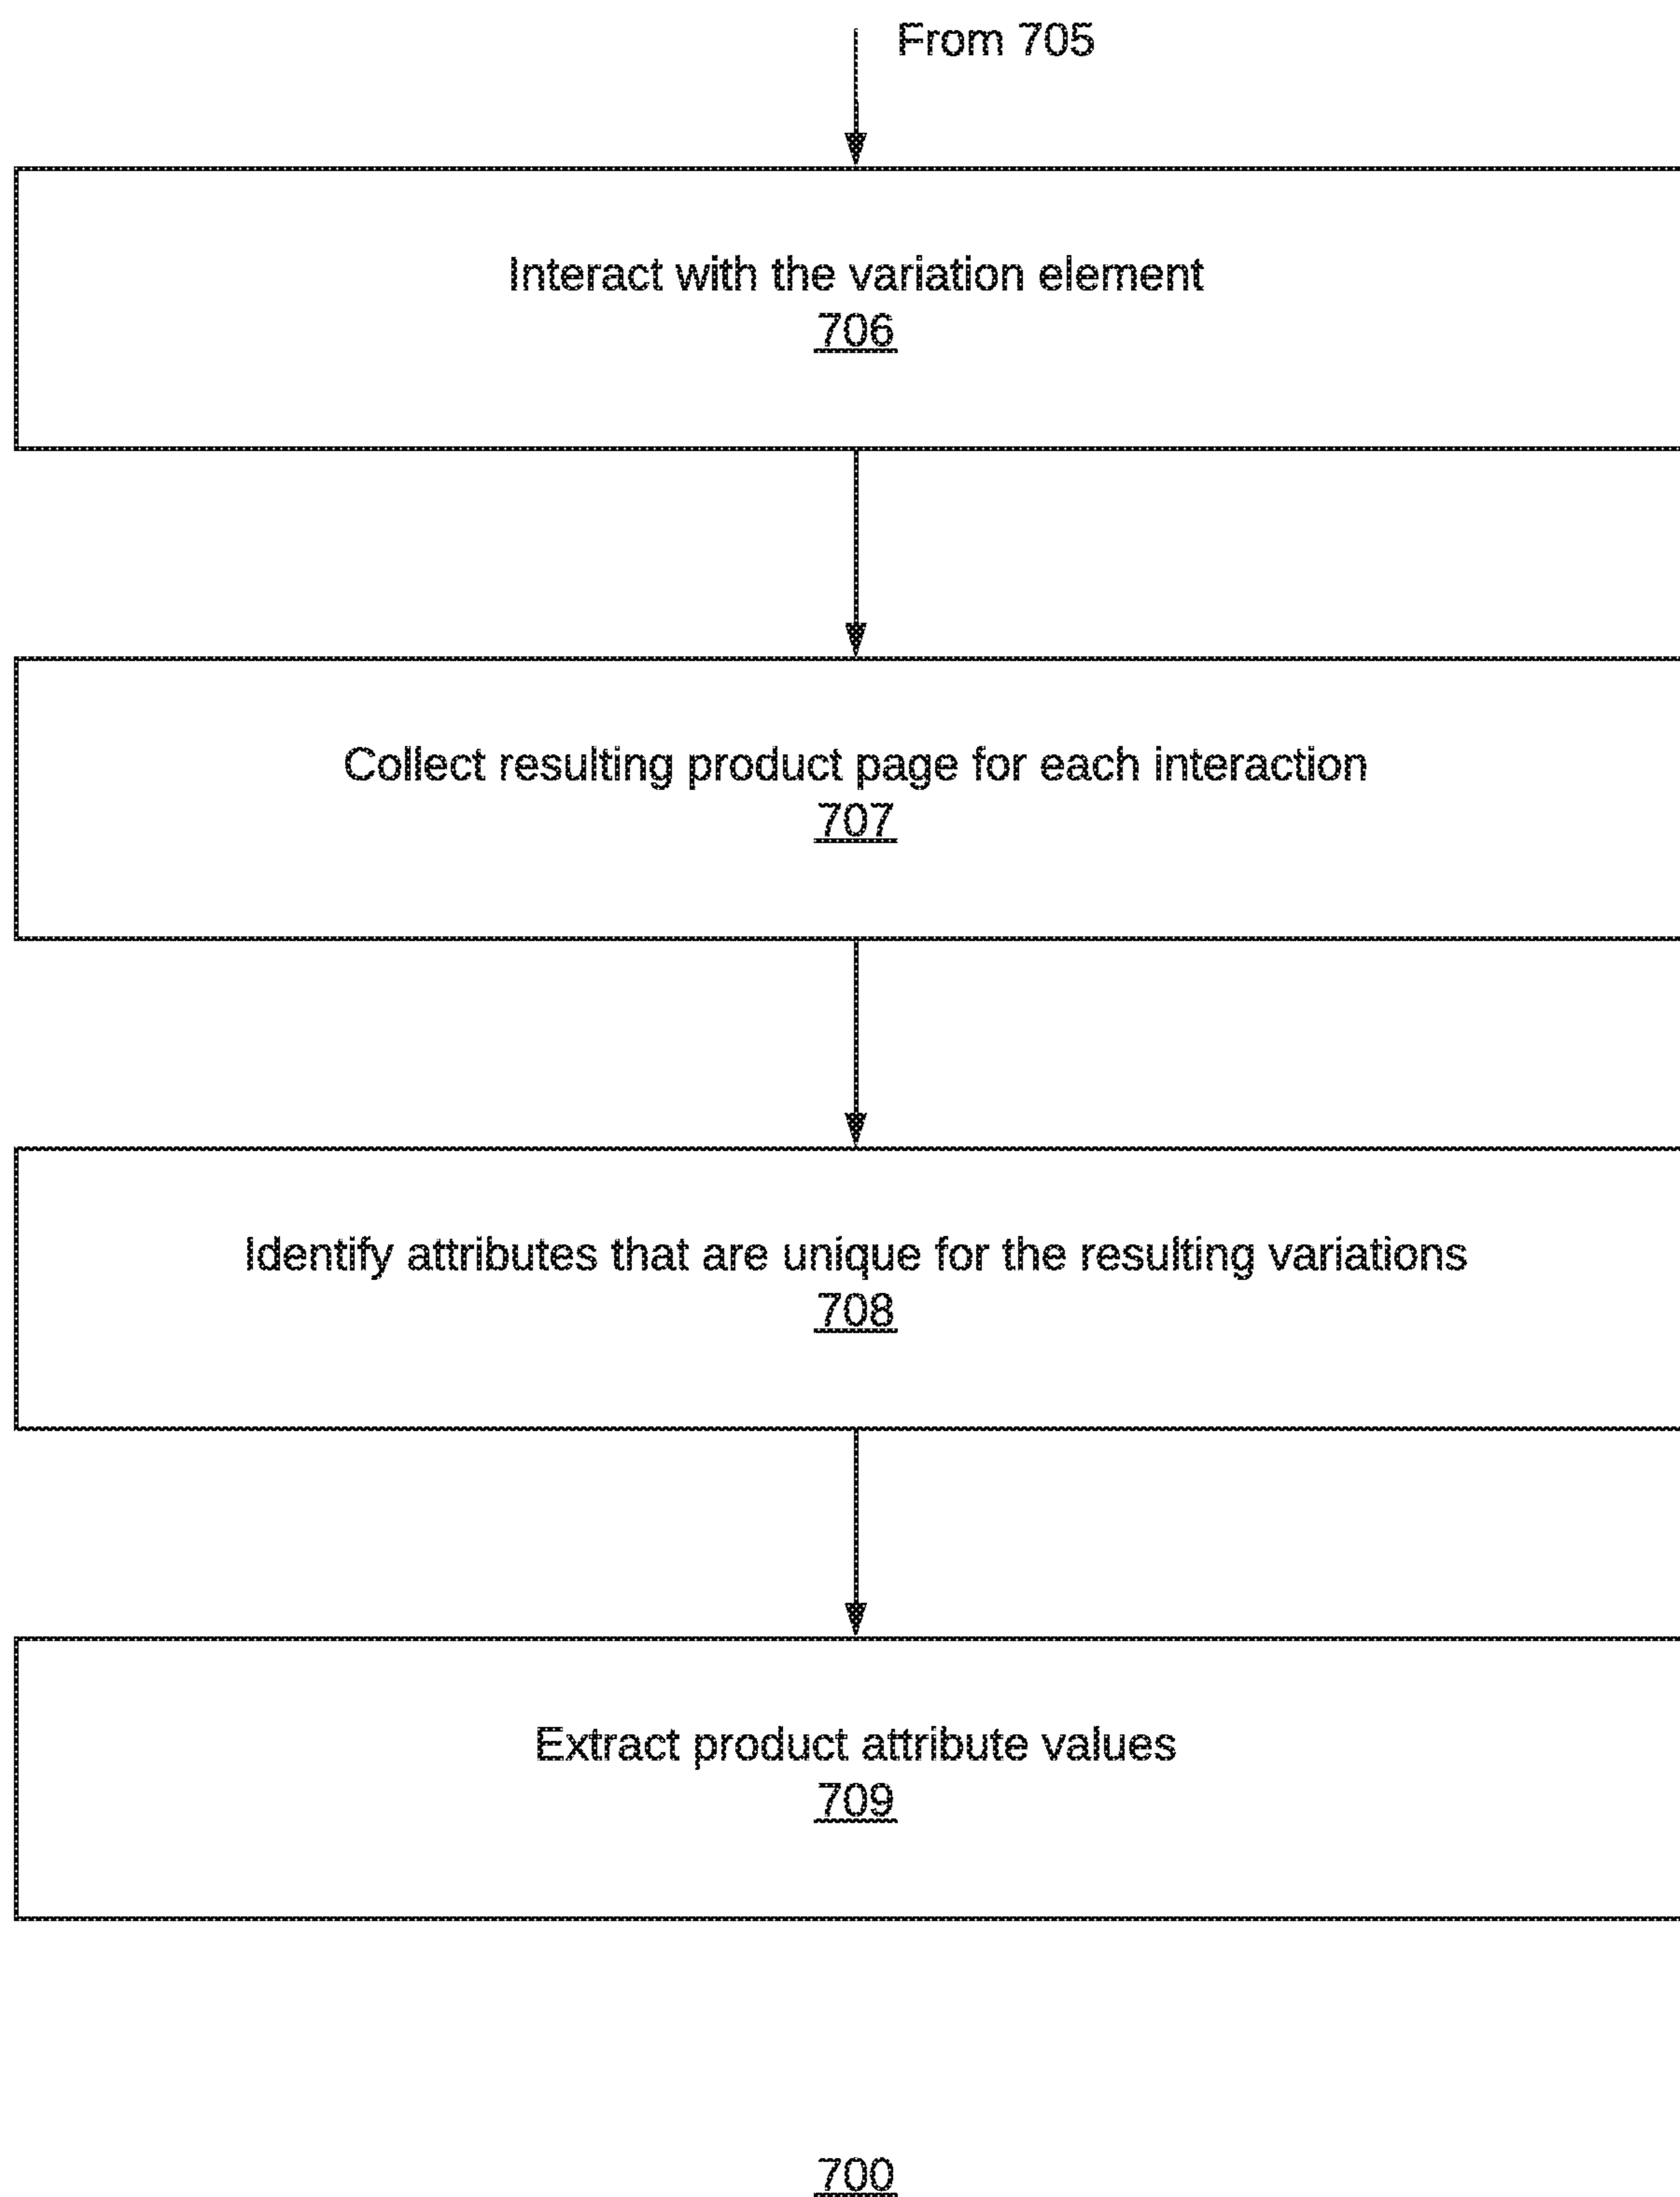 From 705
Interact with the variation element
706
Collect resulting product page for each interaction
707
Identify attributes that are unique for the resulting variations
708
Extract product attribute values
709
700